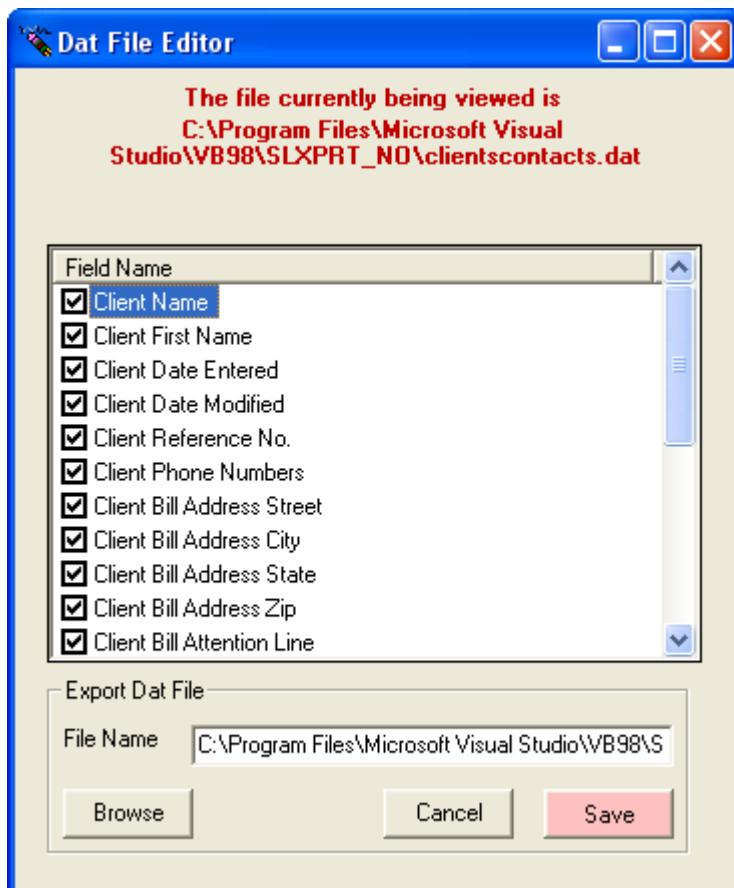 Dat File Editor
The file currently being viewed is
C:\Program Files\Microsoft Visual
Studio\VB98\SLXPRT_NO\clientscontacts.dat
Field Name
Client Name
Client First Name
Client Date Entered
Client Date Modified
Client Reference No.
Client Phone Numbers
Client Bill Address Street
Client Bill Address City
Client Bill Address State
Client Bill Address Zip
Client Bill Attention Line
Export Dat File
File Name C:\Program Files\Microsoft Visual Studio\VB98\S
Browse Cancel Save